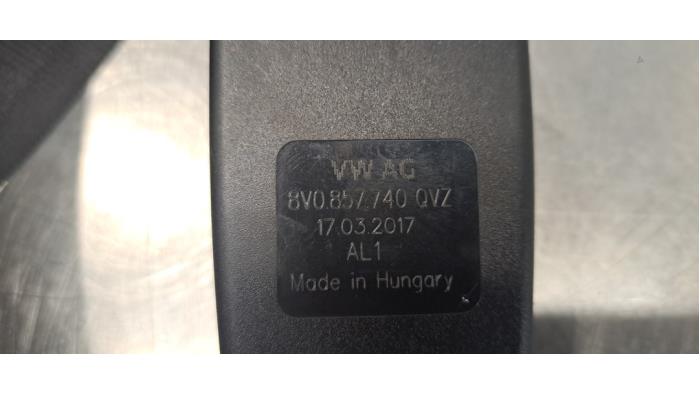 VW AG
8V0.857.740 QVZ
17.03.2017
AL1
Made in Hungary